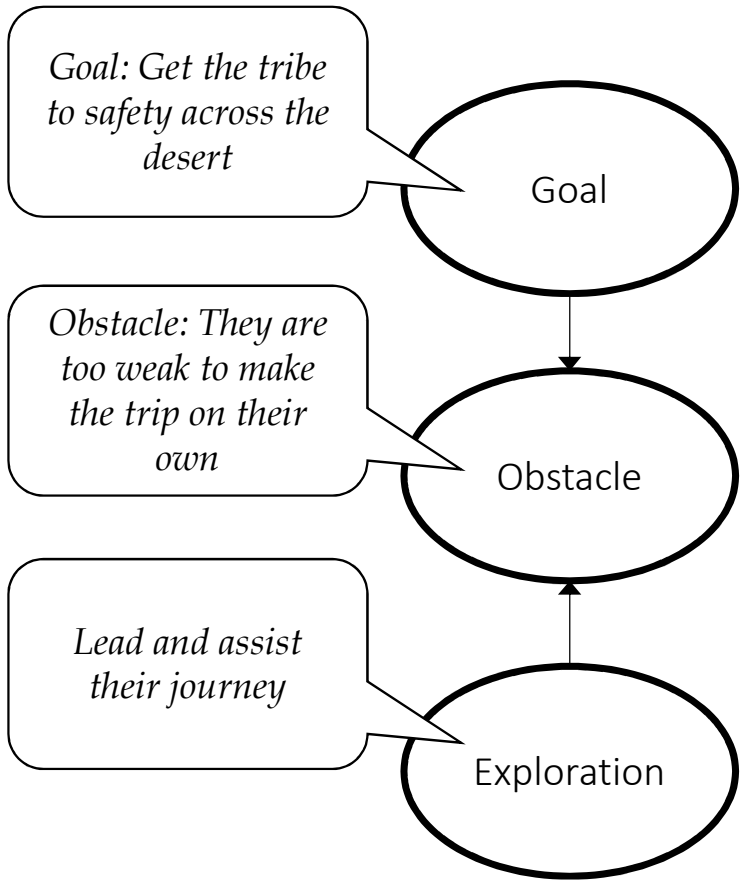 Goal: Get the tribe
to safety across the
desert
Goal
Obstacle: They are
too weak to make
the trip on their
own
Obstacle
Lead and assist
their journey
Exploration